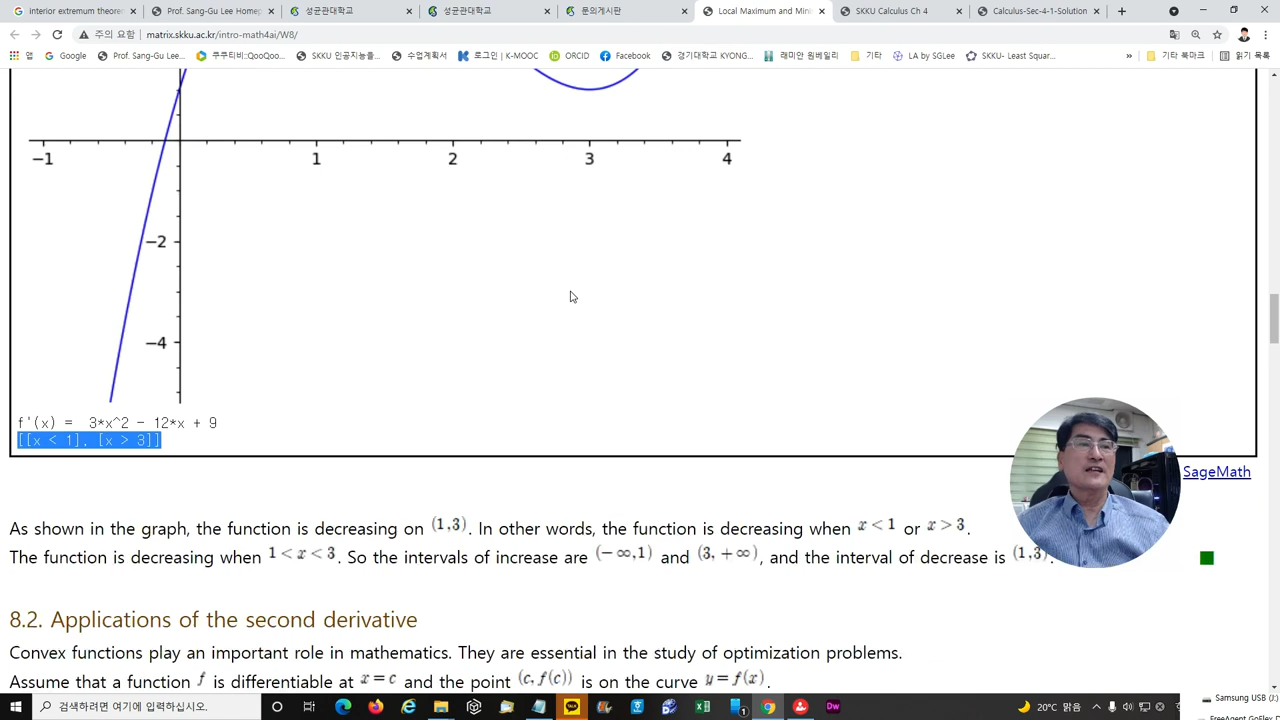 interior extremum theorem
Prof. Sang-Gu Lee Homep
성균관대학교
성균관대학교
문의게시판
Local Maximum and Mini
SKKU Calculus Ch 4
Calculus-Sec-4-1-Solution
주의 요함 | matrix.skku.ac.kr/intro-math4ai/W8/
앱 Google Prof. Sang-Gu Lee... 쿠쿠티비::QooQoo... SKKU 인공지능을... 수업계획서 로그인 | K-MOOC ORCID Facebook 경기대학교 KYONG... 래미안 원베일리 기타 LA by SGLee SKKU- Least Squar... » 기타 북마크 읽기 목록
−1 1 2 3 4
−2
−4
f'(x) = 3*x^2 - 12*x + 9
[[x < 1], [x > 3]]
SageMath
As shown in the graph, the function is decreasing on (1,3). In other words, the function is decreasing when x < 1 or x > 3.
The function is decreasing when 1 < x < 3. So the intervals of increase are (− ∞,1) and (3, +∞), and the interval of decrease is (1,3).
8.2. Applications of the second derivative
Convex functions play an important role in mathematics. They are essential in the study of optimization problems.
Assume that a function f is differentiable at x = c and the point (c, f(c)) is on the curve y = f(x).
검색하려면 여기에 입력하십시오.
TALK
Dw
20°C 맑음
Samsung USB (J:)